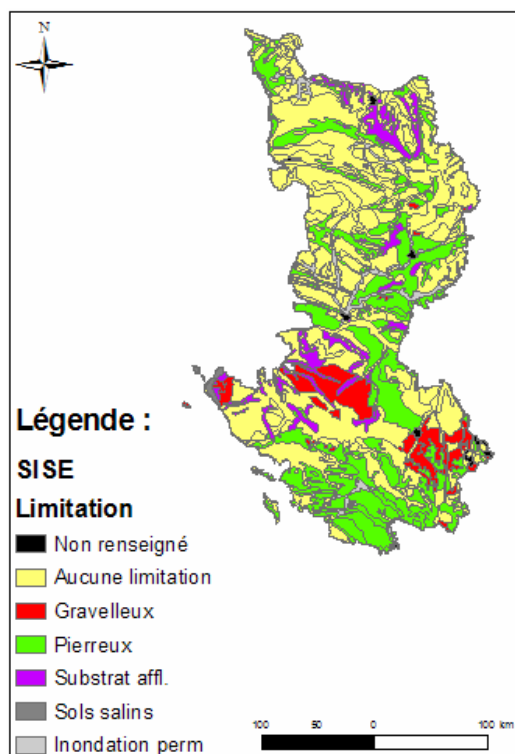 N
Légende :
SISE
Limitation
Non renseigné
Aucune limitation
Gravelleux
Pierreux
Substrat affl.
Sols salins
Inondation perm
100 50 0 100 km